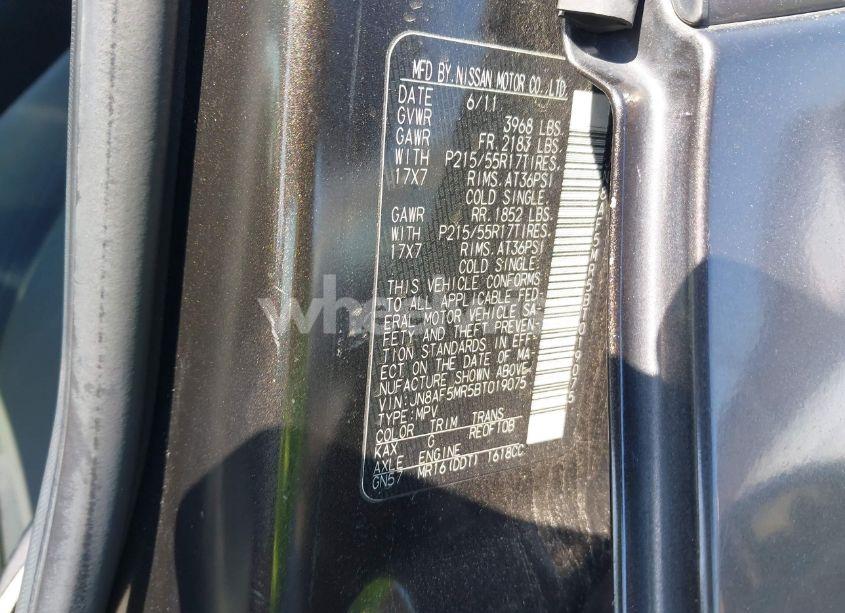 MFD BY NISSAN MOTOR CO.,LTD.
DATE 6/11
GVWR 3968 LBS.
GAWR FR.2183 LBS.
WITH P215/55R17TIRES,
17X7 RIMS,AT36PSI
COLD SINGLE.
GAWR RR.1852 LBS.
WITH P215/55R17TIRES,
17X7 RIMS,AT36PSI
COLD SINGLE.
THIS VEHICLE CONFORMS
TO ALL APPLICABLE FED-
ERAL MOTOR VEHICLE SA-
FETY AND THEFT PREVEN-
TION STANDARDS IN EFF-
ECT ON THE DATE OF MA-
NUFACTURE SHOWN ABOVE.
VIN:JN8AF5MR5BT019075
TYPE:MPV
COLOR TRIM TRANS
KAX G RE0F10B
AXLE ENGINE
GN57 MR16(DDT) 1618CC